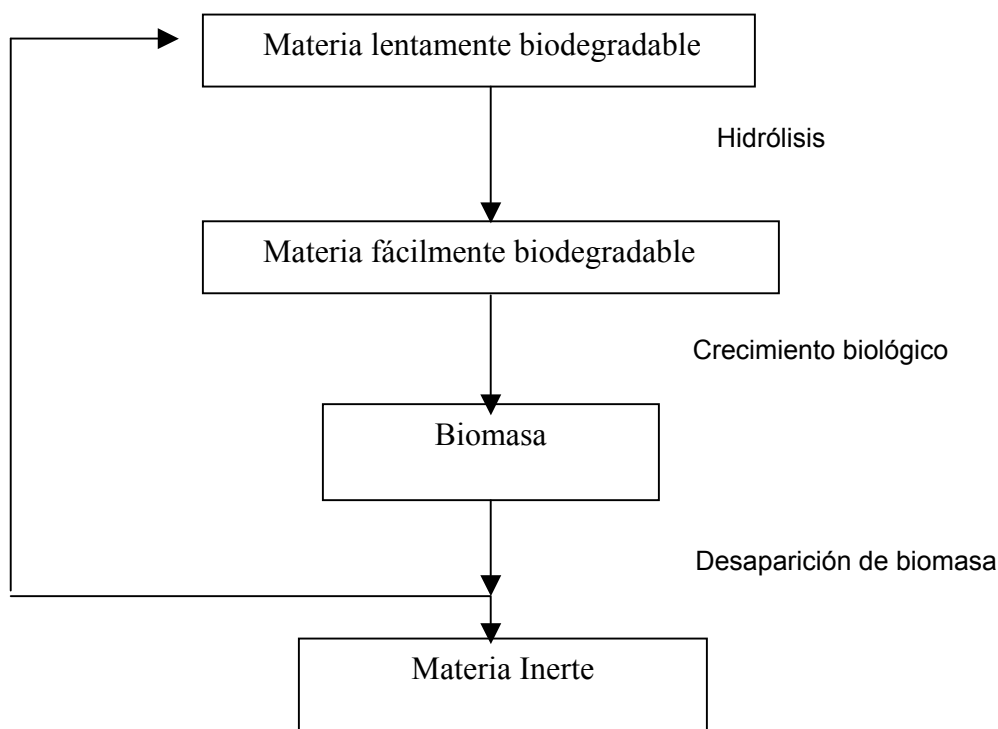 Materia lentamente biodegradable
Hidrólisis
Materia fácilmente biodegradable
Crecimiento biológico
Biomasa
Desaparición de biomasa
Materia Inerte